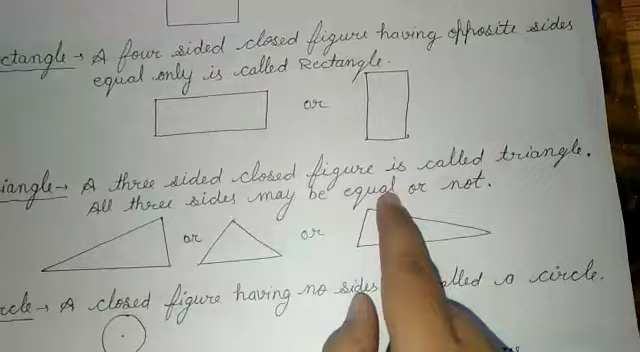 ctangle → A four sided closed figure having opposite sides
equal only is called Rectangle.
or
iangle → A three sided closed figure is called triangle.
All three sides may be equal or not.
or or
rcle → A closed figure having no sides called a circle.